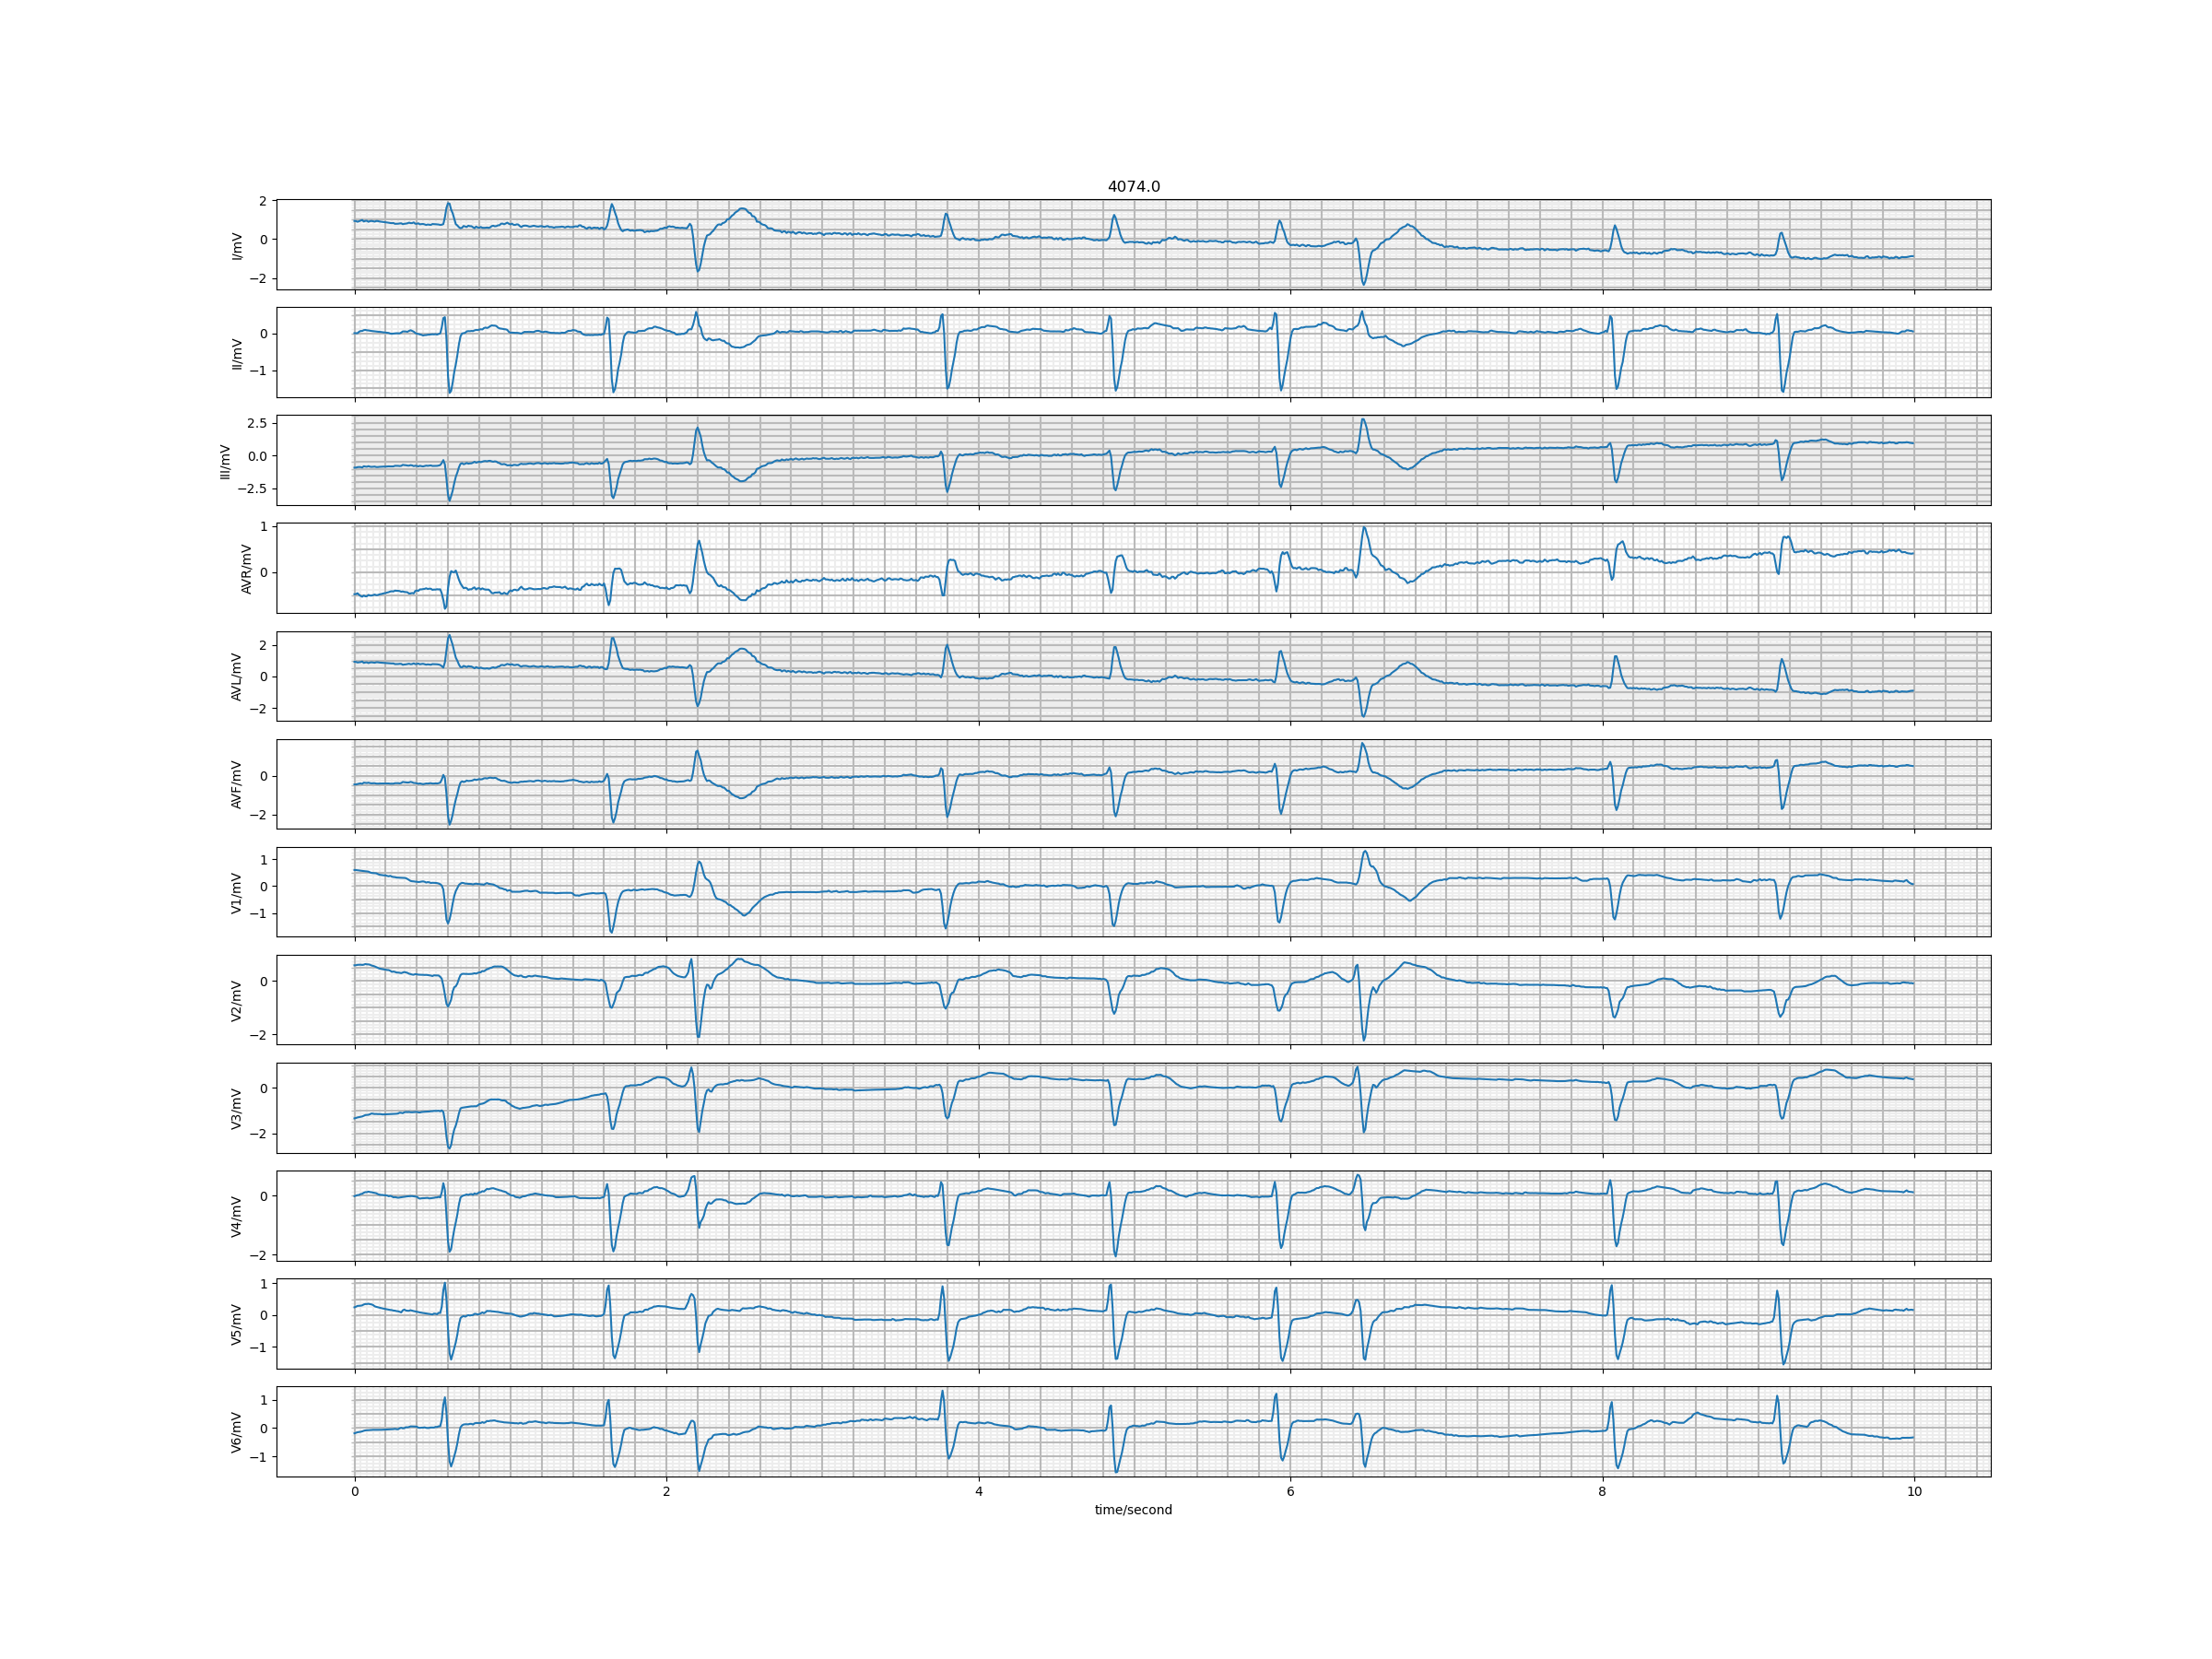 4074.0
I/mV
2
0
−2
II/mV
0
−1
III/mV
2.5
0.0
−2.5
AVR/mV
1
0
AVL/mV
2
0
−2
AVF/mV
0
−2
V1/mV
1
0
−1
V2/mV
0
−2
V3/mV
0
−2
V4/mV
0
−2
V5/mV
1
0
−1
V6/mV
1
0
−1
0 2 4 6 8 10
time/second